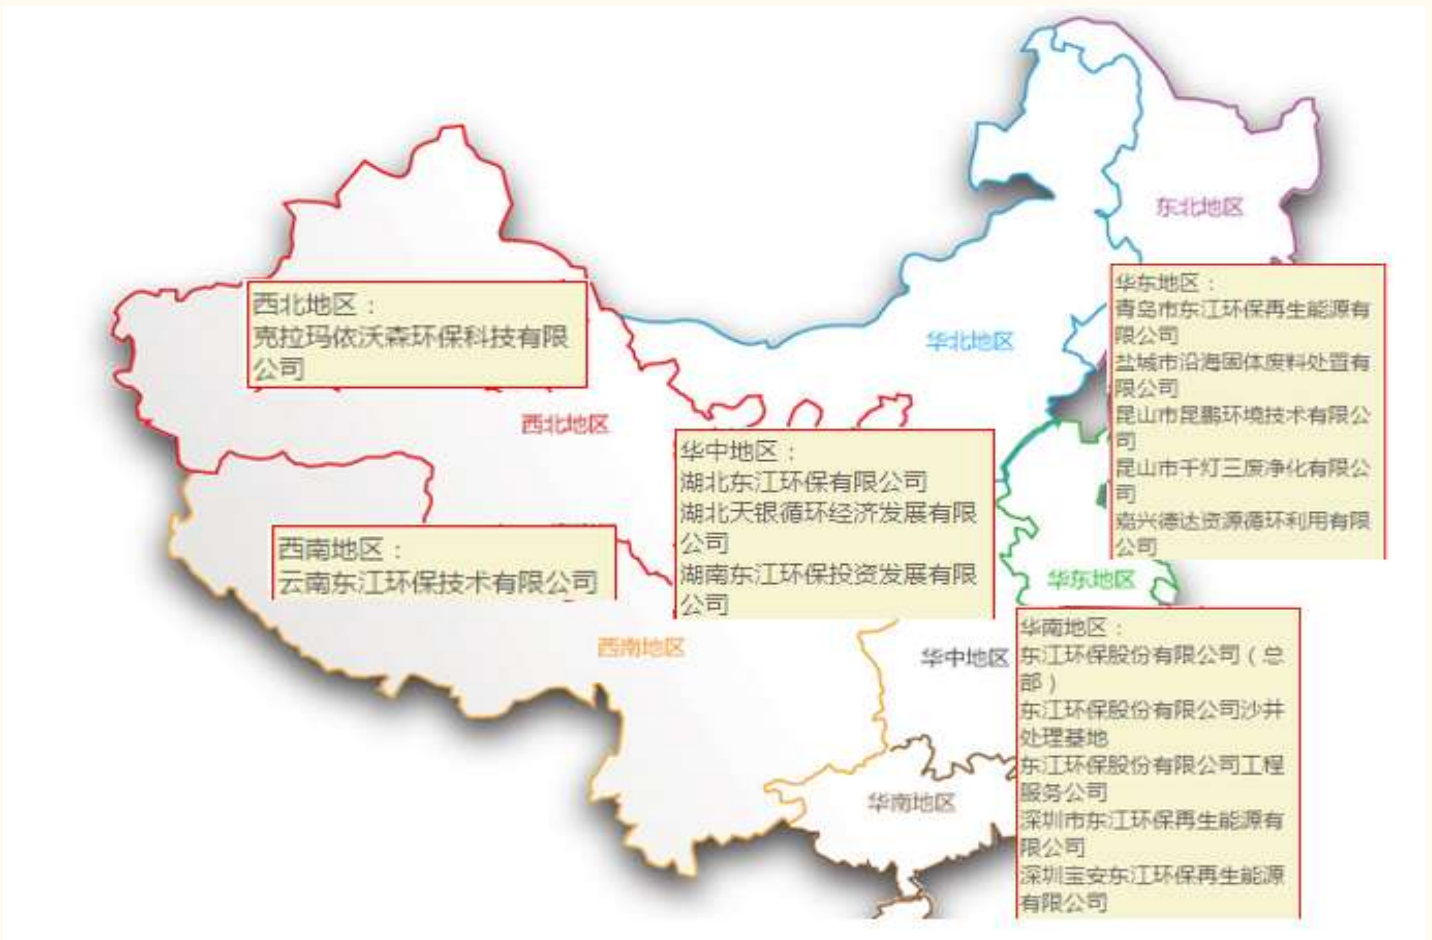 东北地区
华东地区：
青岛市东江环保再生能源有
限公司
盐城市沿海固体废料处置有
限公司
昆山市昆鹏环境技术有限公
司
昆山市千灯三废净化有限公
司
嘉兴德达资源循环利用有限
公司
西北地区：
克拉玛依沃森环保科技有限
公司
华北地区
西北地区
华中地区：
湖北东江环保有限公司
湖北天银循环经济发展有限
公司
湖南东江环保投资发展有限
公司
西南地区：
云南东江环保技术有限公司
华东地区
西南地区
华中地区
华南地区：
东江环保股份有限公司（总
部）
东江环保股份有限公司沙井
处理基地
东江环保股份有限公司工程
服务公司
深圳市东江环保再生能源有
限公司
深圳宝安东江环保再生能源
有限公司
华南地区